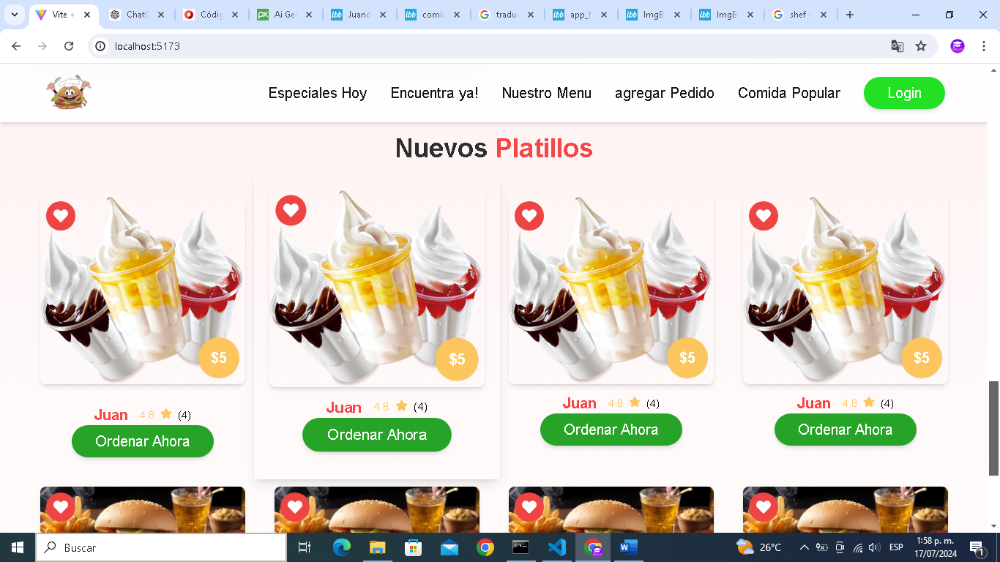 Vite +
ChatG
Códig
Ai Ge
Juand
comid
tradu
app_f
ImgB
ImgB
shef -
localhost:5173
Especiales Hoy
Encuentra ya!
Nuestro Menu
agregar Pedido
Comida Popular
Login
Nuevos Platillos
$5
$5
$5
$5
Juan 4.8 (4)
Juan 4.8 (4)
Juan 4.8 (4)
Juan 4.8 (4)
Ordenar Ahora
Ordenar Ahora
Ordenar Ahora
Ordenar Ahora
Buscar
26°C
ESP
1:58 p. m.
17/07/2024
1